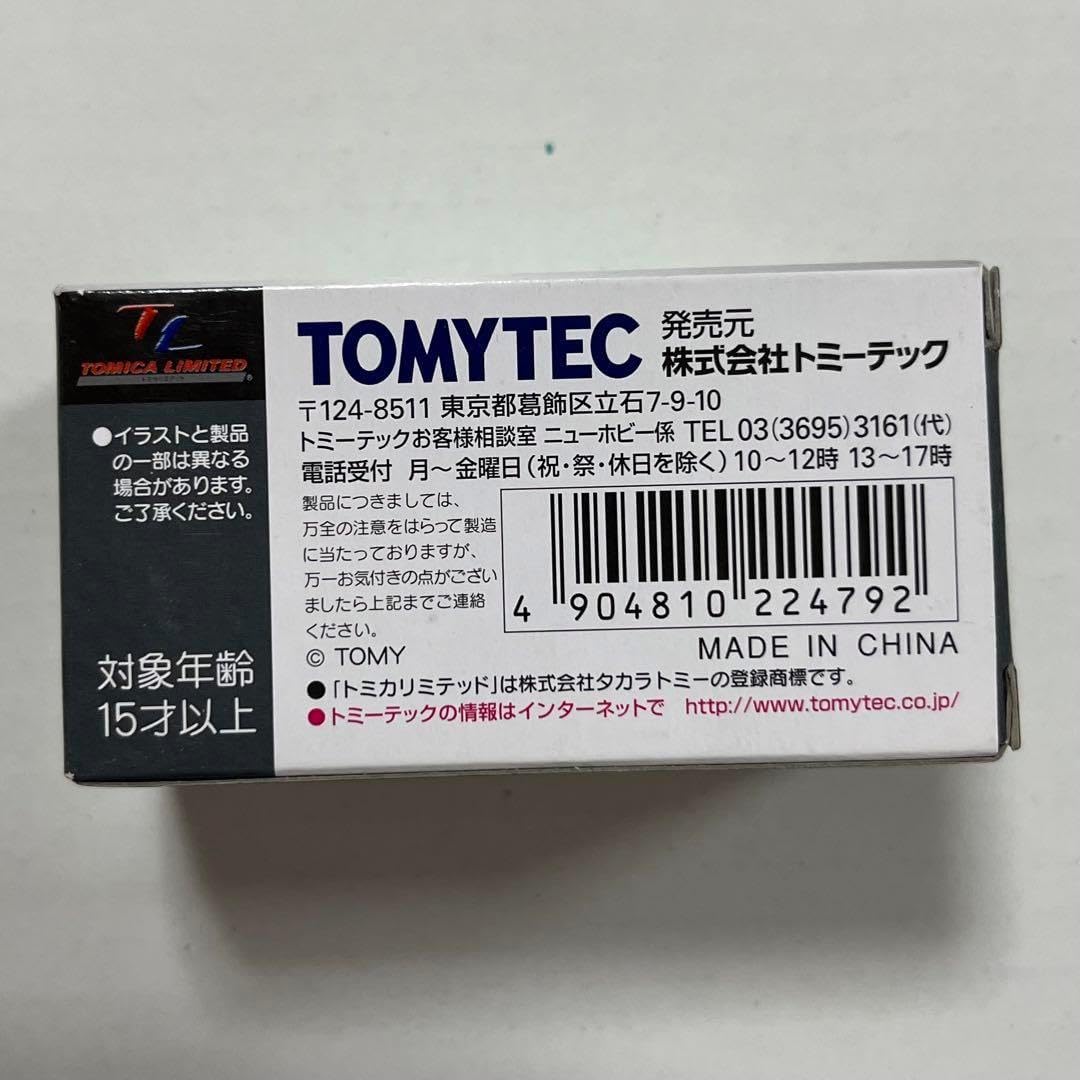 TL
TOMICA LIMITED
●イラストと製品
の一部は異なる
場合があります。
ご了承ください。
対象年齢
15才以上
TOMYTEC 発売元
株式会社トミーテック
〒124-8511 東京都葛飾区立石7-9-10
トミーテックお客様相談室 ニューホビー係 TEL 03(3695)3161(代)
電話受付 月～金曜日(祝・祭・休日を除く)10～12時 13～17時
製品につきましては、
万全の注意をはらって製造
に当たっておりますが、
万一お気付きの点がござい
ましたら上記までご連絡
ください。
© TOMY
4 904810 224792
MADE IN CHINA
●「トミカリミテッド」は株式会社タカラトミーの登録商標です。
●トミーテックの情報はインターネットで http://www.tomytec.co.jp/